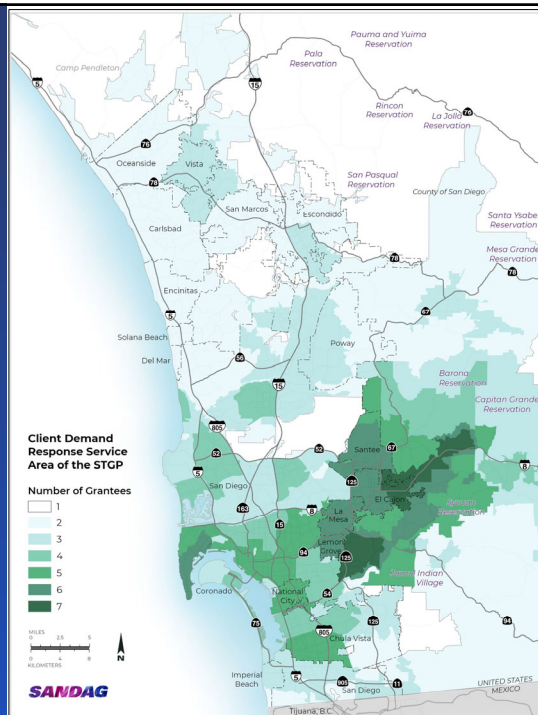 Pauma and Yuima
Reservation
Camp Pendleton
Pala
Reservation
5
15
Rincon
Reservation
76
La Jolla
Reservation
76
Oceanside
Vista
78
San Pasqual
Reservation
County of San Diego
San Marcos
Escondido
Carlsbad
Santa Ysabel
Reservation
Mesa Grande
Reservation
78
78
Encinitas
67
5
Solana Beach
Poway
Del Mar
56
15
Barona
Reservation
Capitan Grande
Reservation
805
Client Demand
Response Service
Area of the STGP
Santee
67
52
52
5
8
125
Number of Grantees
San Diego
El Cajon
1
2
3
4
5
6
7
163
8
La
Mesa
15
Reservation
Lemon
Grove
94
125
Indian
Village
Coronado
National
City
54
94
75
805
125
Chula Vista
MILES
0 2.5 5
0 4 8
KILOMETERS
N
Imperial
Beach
5
905
11
San Diego
UNITED STATES
MEXICO
SANDAG
Tijuana, B.C.